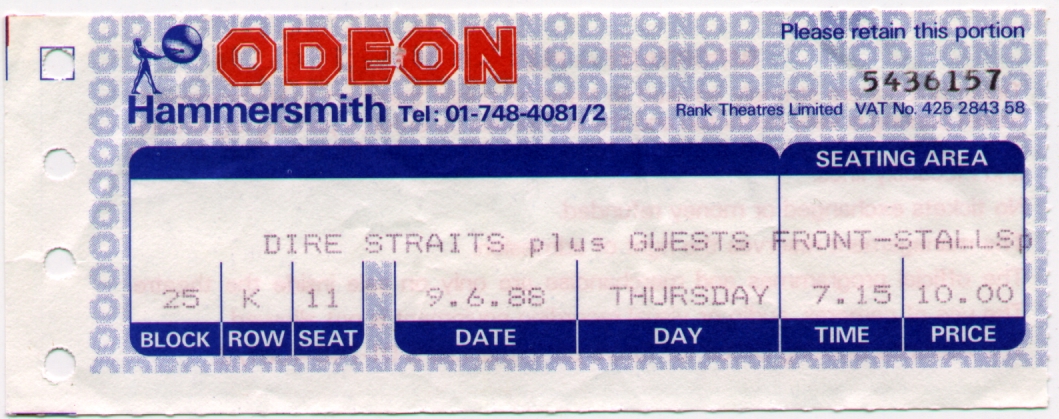 ODEON
Hammersmith Tel: 01-748-4081/2
Please retain this portion
5436157
Rank Theatres Limited VAT No. 425 2843 58
SEATING AREA
DIRE STRAITS plus GUESTS FRONT-STALLSp
25 K 11 9.6.88 THURSDAY 7.15 10.00
BLOCK ROW SEAT DATE DAY TIME PRICE